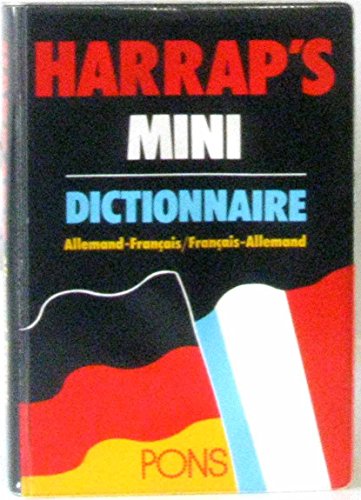 HARRAP'S
MINI
DICTIONNAIRE
Allemand-Français/Français-Allemand
PONS